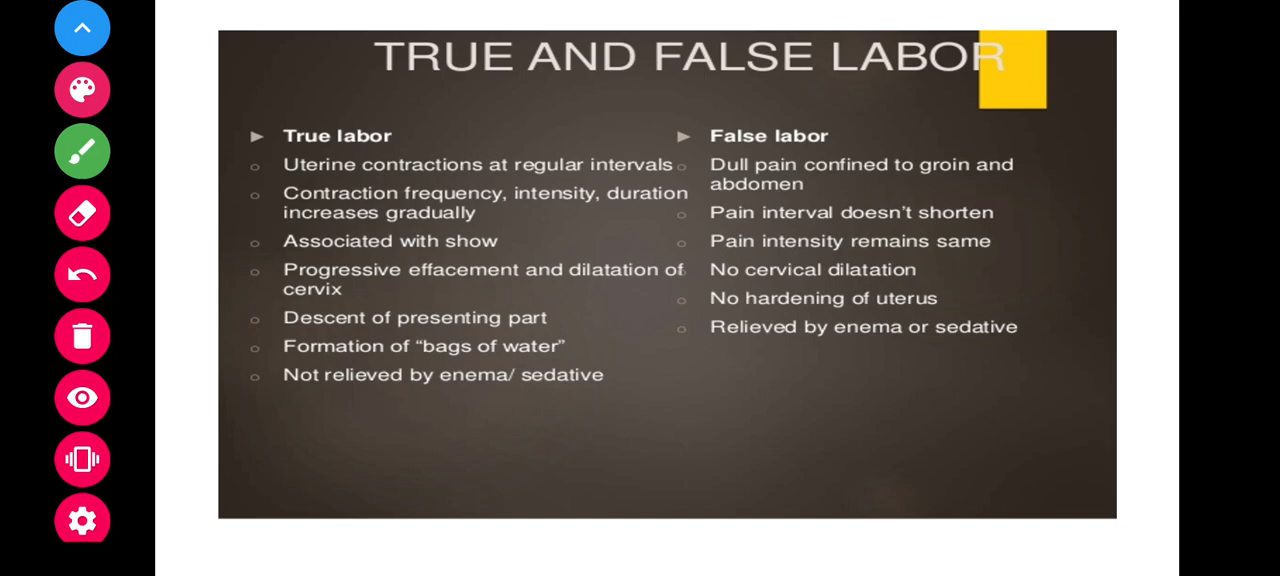 TRUE AND FALSE LABOR
True labor
Uterine contractions at regular intervals
Contraction frequency, intensity, duration
increases gradually
Associated with show
Progressive effacement and dilatation of
cervix
Descent of presenting part
Formation of “bags of water”
Not relieved by enema/ sedative
False labor
Dull pain confined to groin and
abdomen
Pain interval doesn’t shorten
Pain intensity remains same
No cervical dilatation
No hardening of uterus
Relieved by enema or sedative